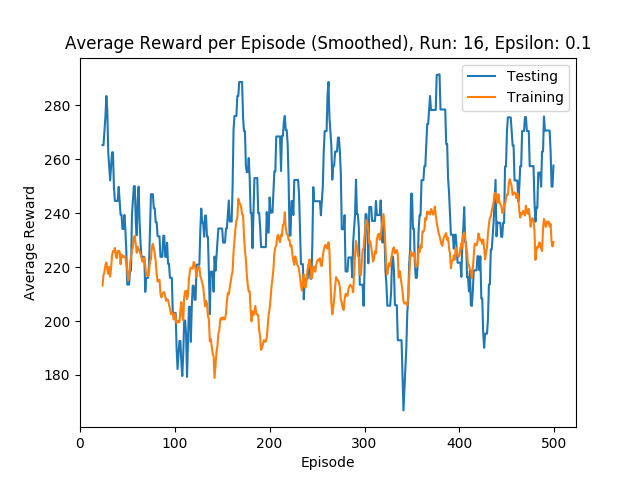 Average Reward per Episode (Smoothed), Run: 16, Epsilon: 0.1
Testing
Training
Average Reward
280
260
240
220
200
180
0 100 200 300 400 500
Episode